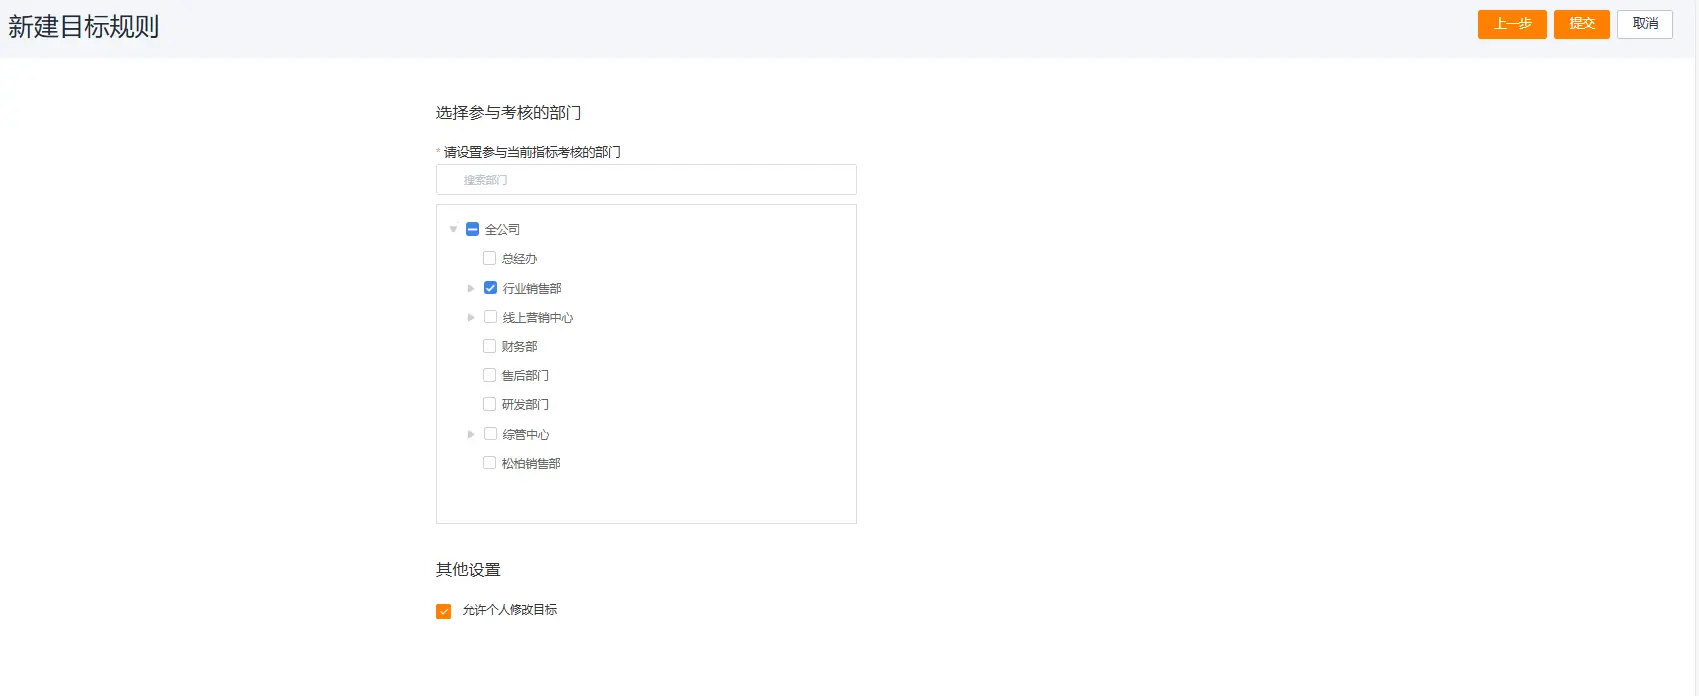 新建目标规则
上一步 提交 取消
选择参与考核的部门
* 请设置参与当前指标考核的部门
搜索部门
全公司
总经办
行业销售部
线上营销中心
财务部
售后部门
研发部门
综管中心
松柏销售部
其他设置
允许个人修改目标